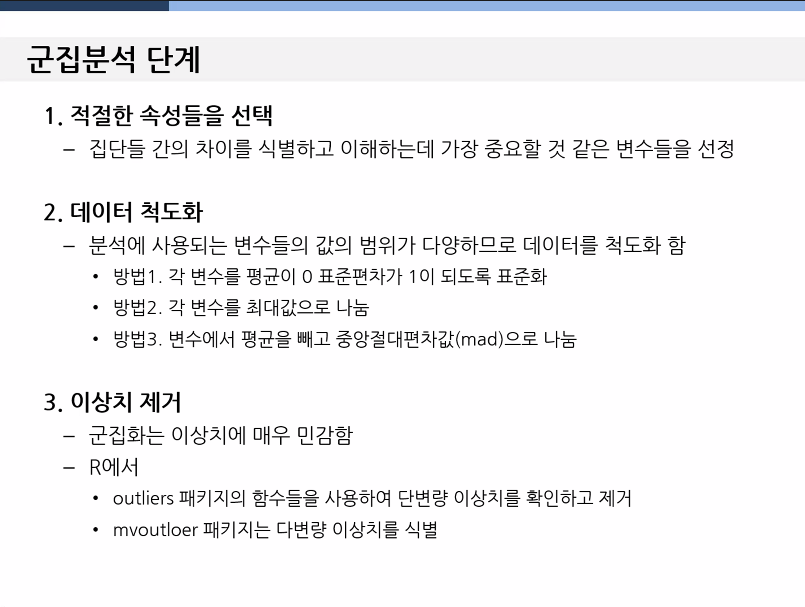 군집분석 단계
1. 적절한 속성들을 선택
– 집단들 간의 차이를 식별하고 이해하는데 가장 중요할 것 같은 변수들을 선정
2. 데이터 척도화
– 분석에 사용되는 변수들의 값의 범위가 다양하므로 데이터를 척도화 함
• 방법1. 각 변수를 평균이 0 표준편차가 1이 되도록 표준화
• 방법2. 각 변수를 최대값으로 나눔
• 방법3. 변수에서 평균을 빼고 중앙절대편차값(mad)으로 나눔
3. 이상치 제거
– 군집화는 이상치에 매우 민감함
– R에서
• outliers 패키지의 함수들을 사용하여 단변량 이상치를 확인하고 제거
• mvoutloer 패키지는 다변량 이상치를 식별